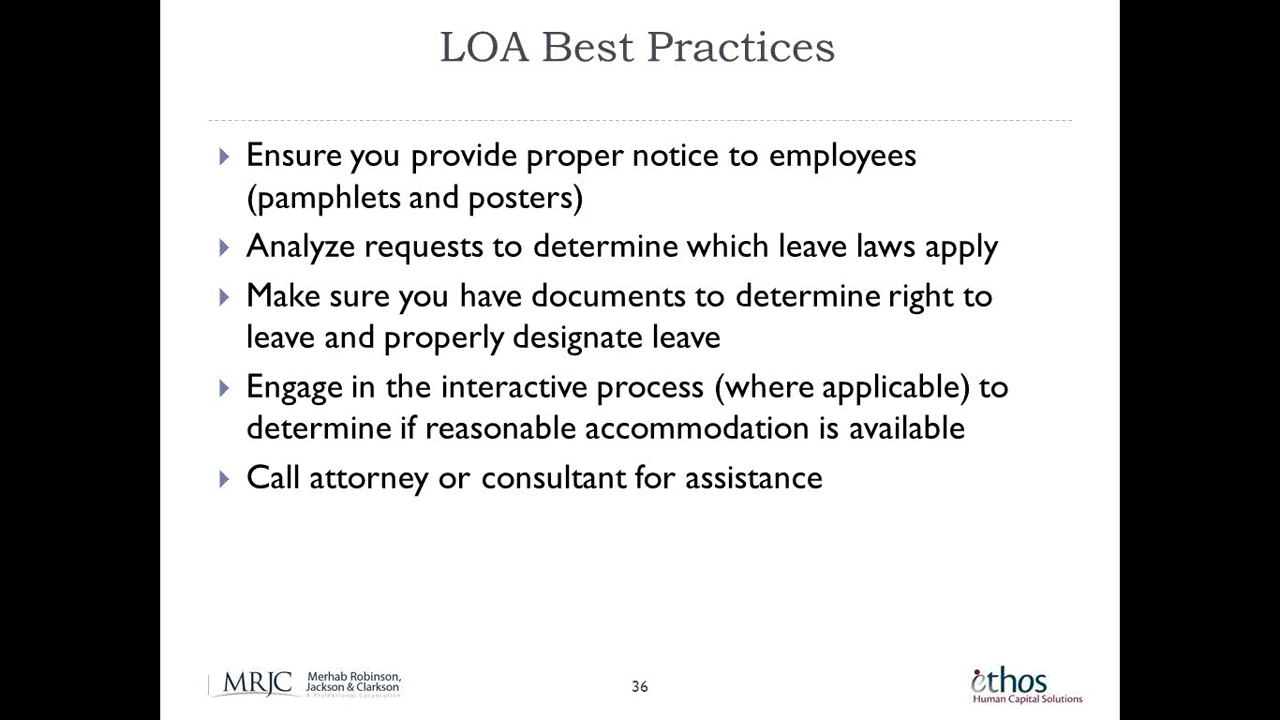 LOA Best Practices
Ensure you provide proper notice to employees
(pamphlets and posters)
Analyze requests to determine which leave laws apply
Make sure you have documents to determine right to
leave and properly designate leave
Engage in the interactive process (where applicable) to
determine if reasonable accommodation is available
Call attorney or consultant for assistance
MRJC
Merhab Robinson,
Jackson & Clarkson
A Professional Corporation
36
ethos
Human Capital Solutions